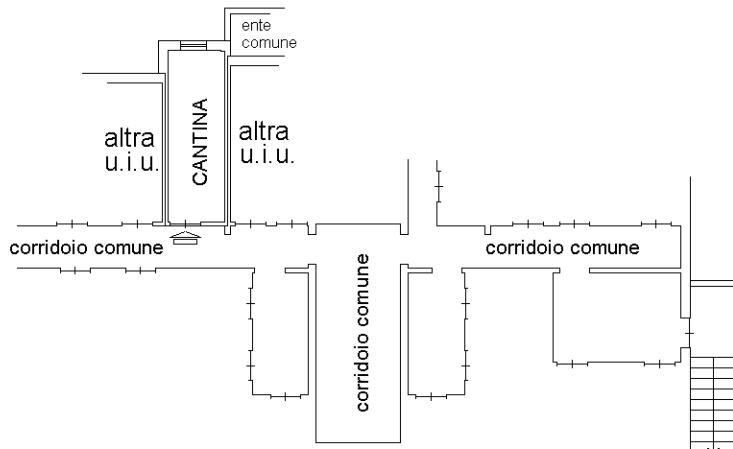 ente
comune
altra
u.i.u.
CANTINA
altra
u.i.u.
corridoio comune
corridoio comune
corridoio comune